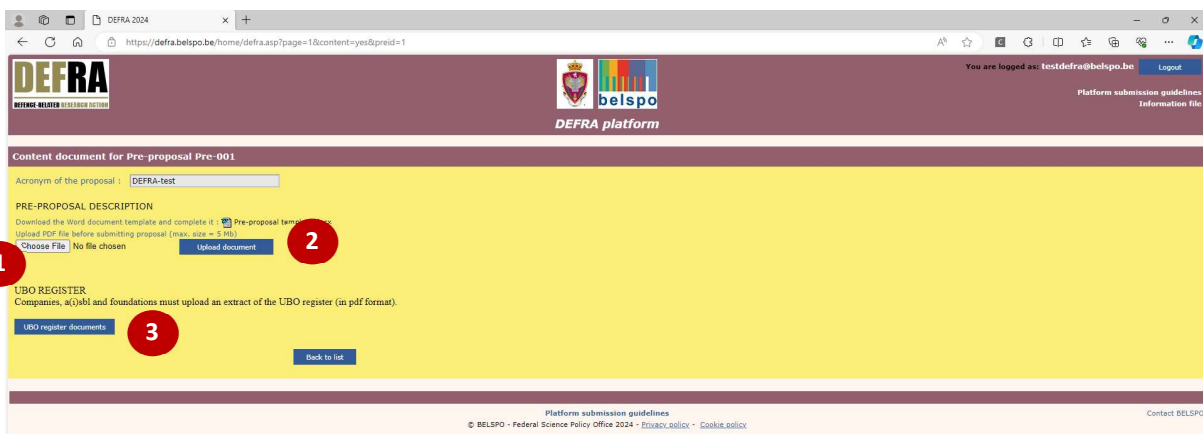 DEFRA 2024
https://defra.belspo.be/home/defra.asp?page=1&content=yes&preid=1
DEFRA
DEFENCE-RELATED RESEARCH ACTION
belspo
DEFRA platform
You are logged as: testdefra@belspo.be Logout
Platform submission guidelines
Information file
Content document for Pre-proposal Pre-001
Acronym of the proposal : DEFRA-test
PRE-PROPOSAL DESCRIPTION
Download the Word document template and complete it : Pre-proposal
Upload PDF file before submitting proposal (max. size = 5 Mb)
Choose File No file chosen Upload document
2
1
UBO REGISTER
Companies, a(i)sbl and foundations must upload an extract of the UBO register (in pdf format).
UBO register documents
3
Back to list
Platform submission guidelines
Contact BELSPO
© BELSPO - Federal Science Policy Office 2024 - Privacy policy - Cookie policy